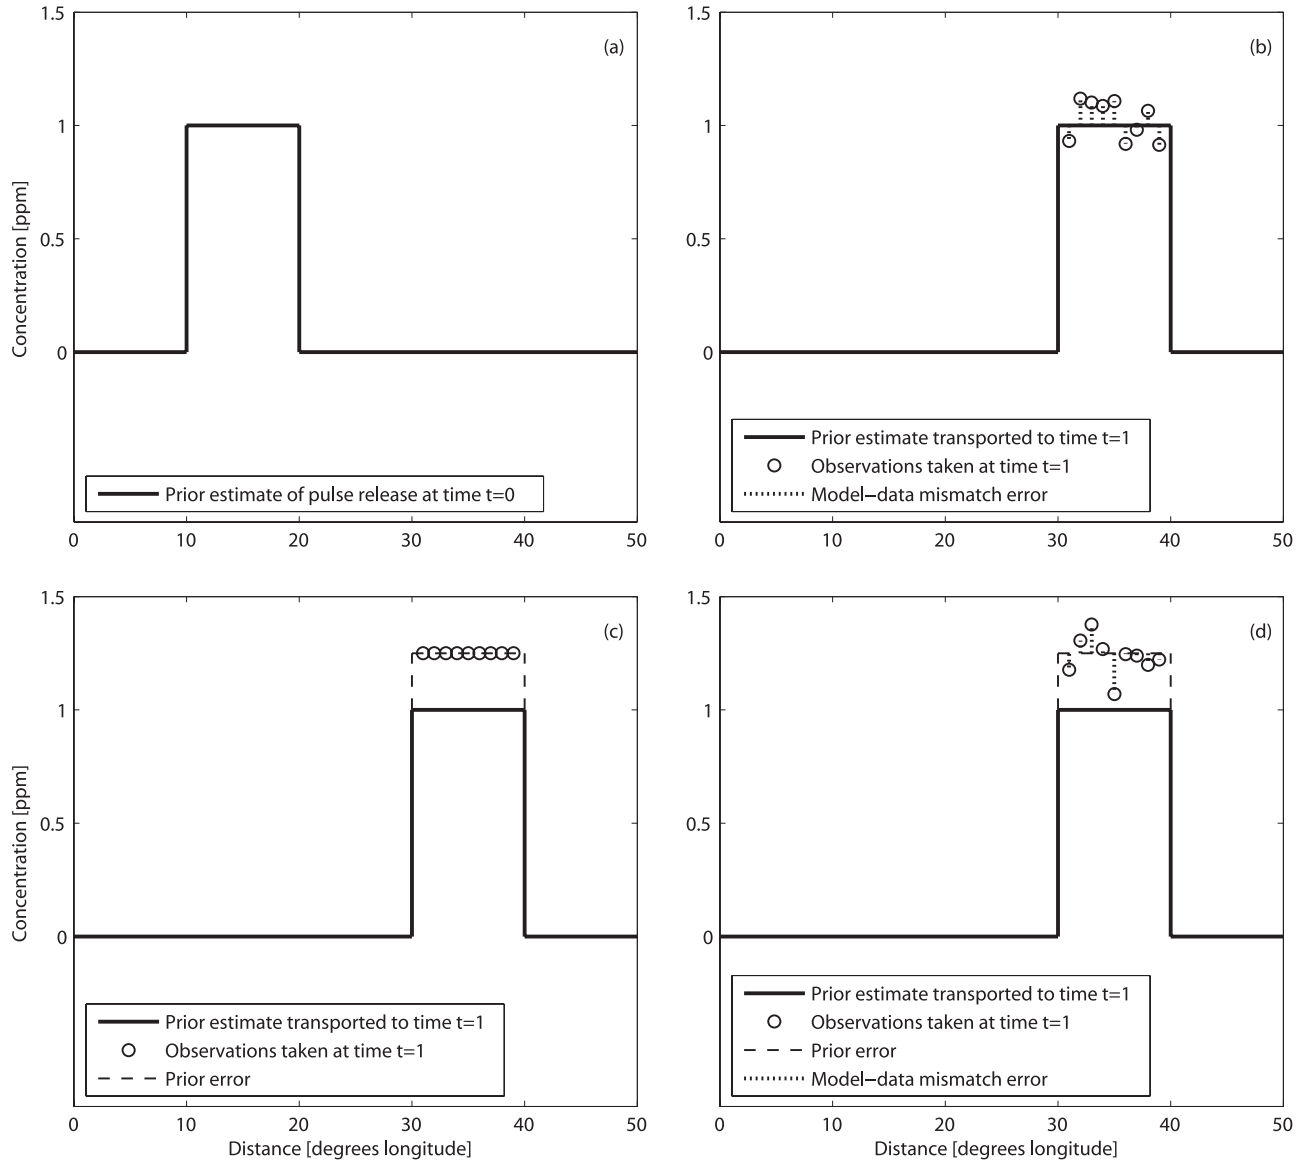 1.5
(a)
1
0.5
0
Concentration [ppm]
Prior estimate of pulse release at time t=0
0 10 20 30 40 50
1.5
(b)
1
0.5
0
Prior estimate transported to time t=1
Observations taken at time t=1
Model–data mismatch error
0 10 20 30 40 50
1.5
(c)
1
0.5
0
Concentration [ppm]
Prior estimate transported to time t=1
Observations taken at time t=1
Prior error
0 10 20 30 40 50
Distance [degrees longitude]
1.5
(d)
1
0.5
0
Prior estimate transported to time t=1
Observations taken at time t=1
Prior error
Model–data mismatch error
0 10 20 30 40 50
Distance [degrees longitude]